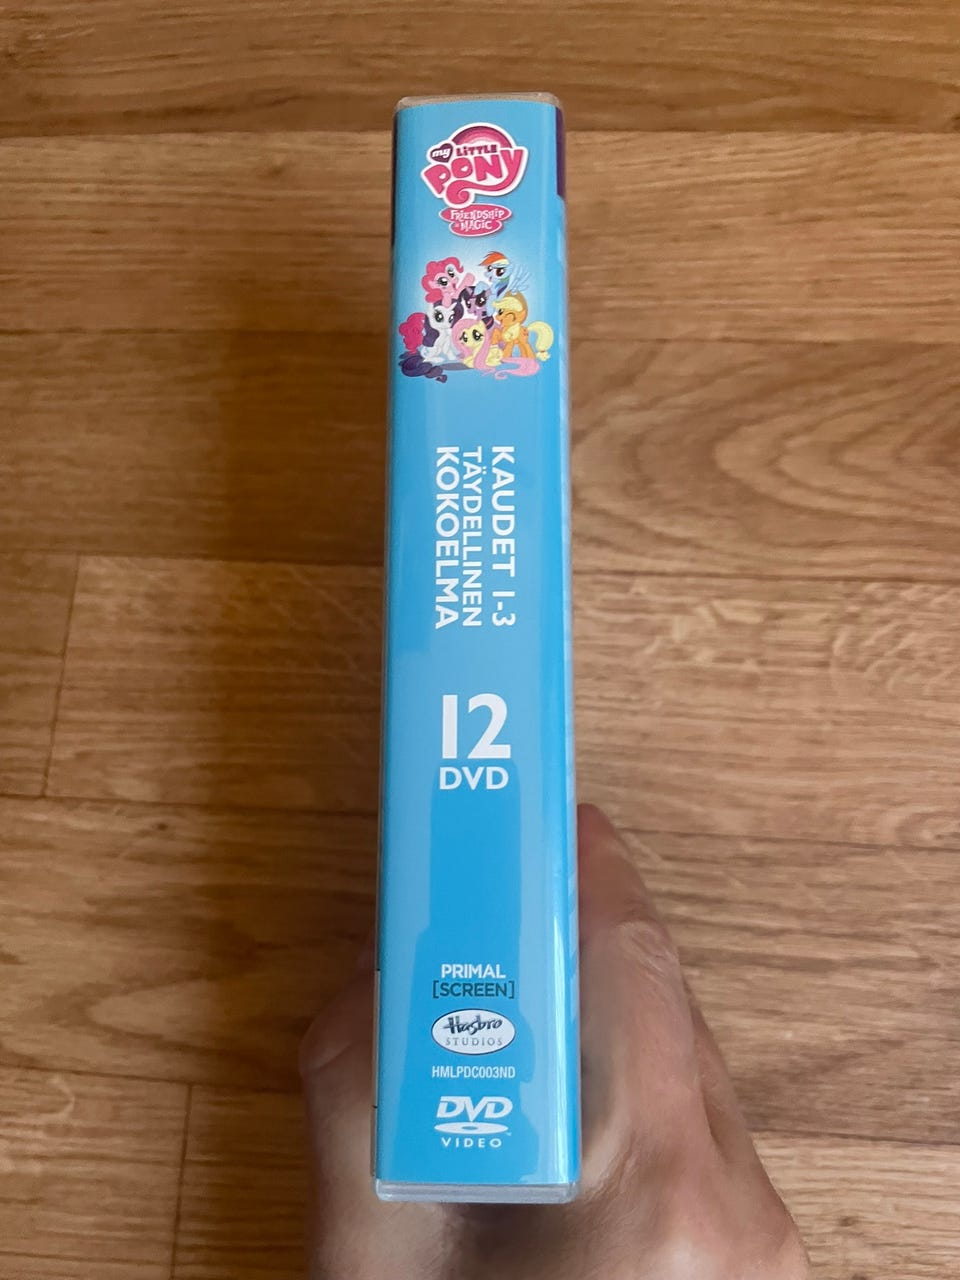 my LITTLE
PONY
FRIENDSHIP
IS MAGIC
KAUDET 1-3
TÄYDELLINEN
KOKOELMA
12
DVD
PRIMAL
[SCREEN]
Hasbro
STUDIOS
HMLPDC003ND
DVD
VIDEO™